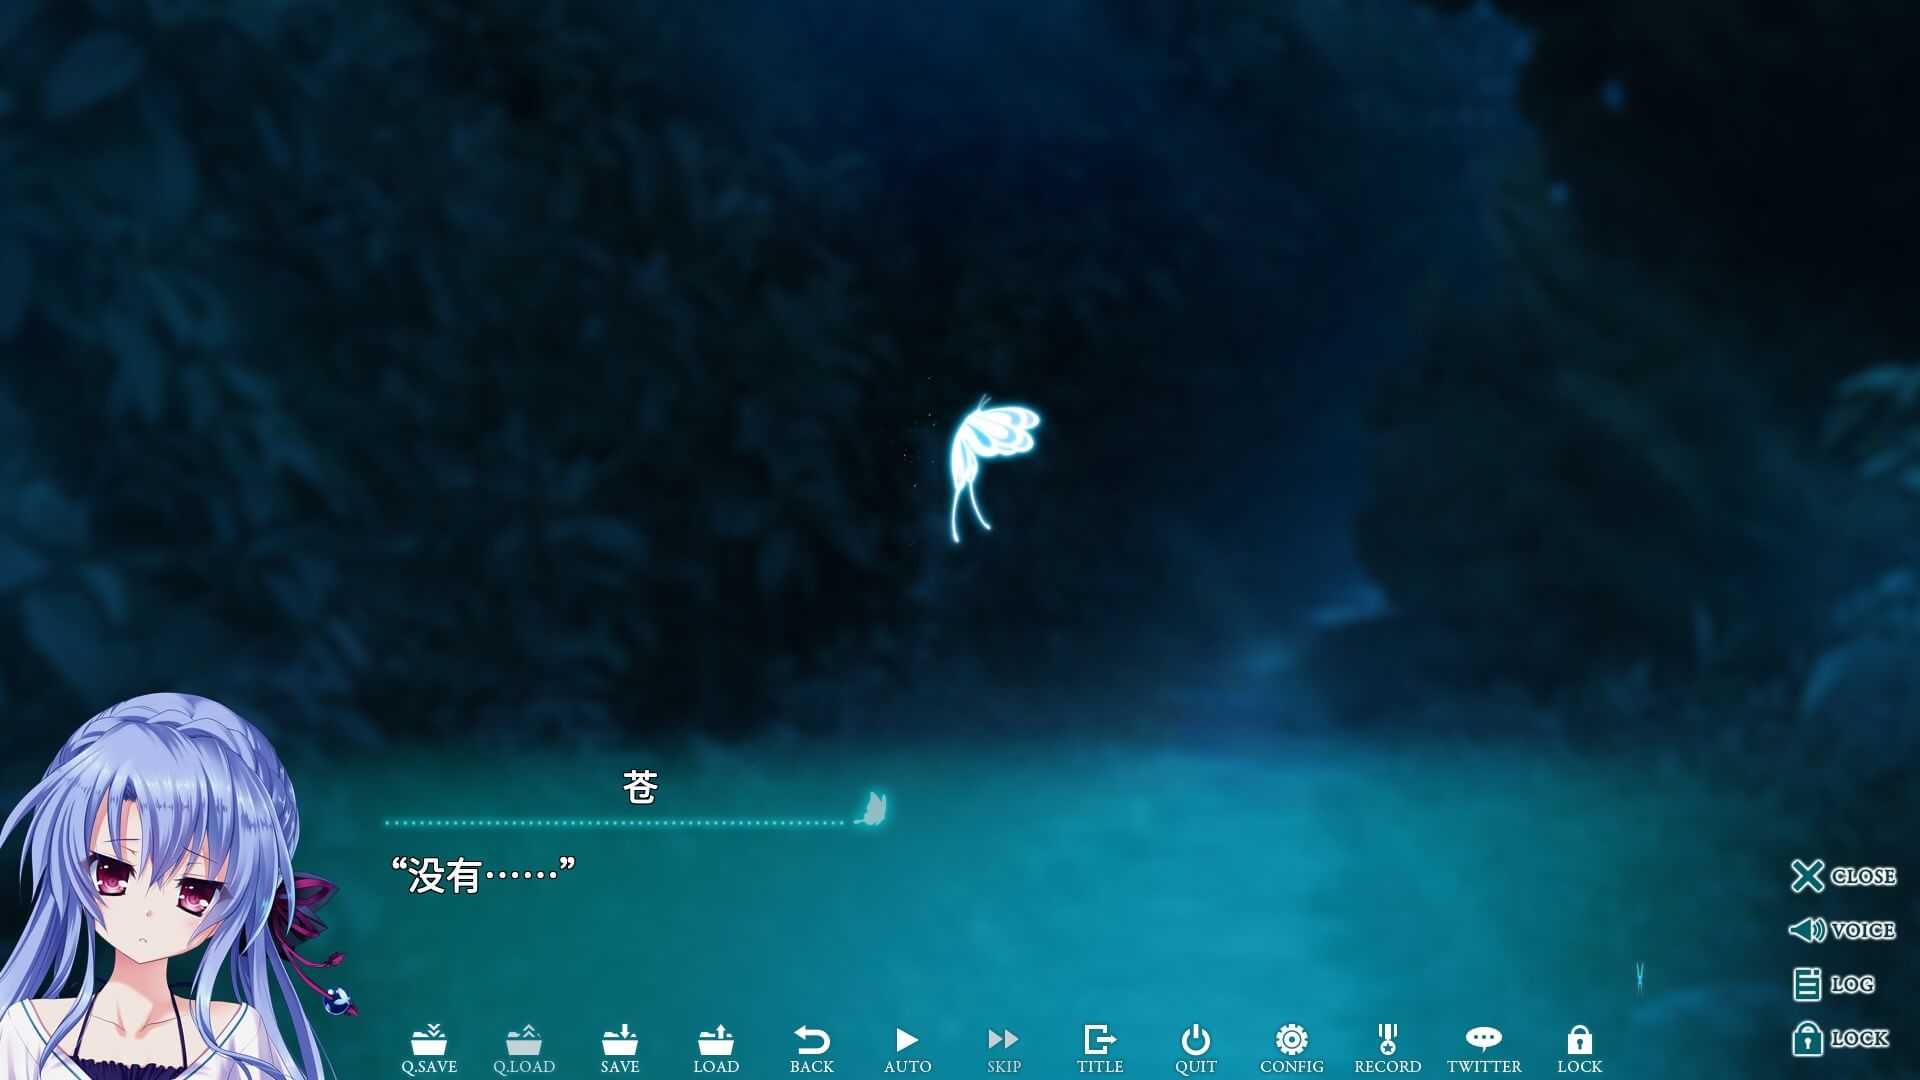 苍
“没有……”
CLOSE
VOICE
LOG
LOCK
Q.SAVE Q.LOAD SAVE LOAD BACK AUTO SKIP TITLE QUIT CONFIG RECORD TWITTER LOCK